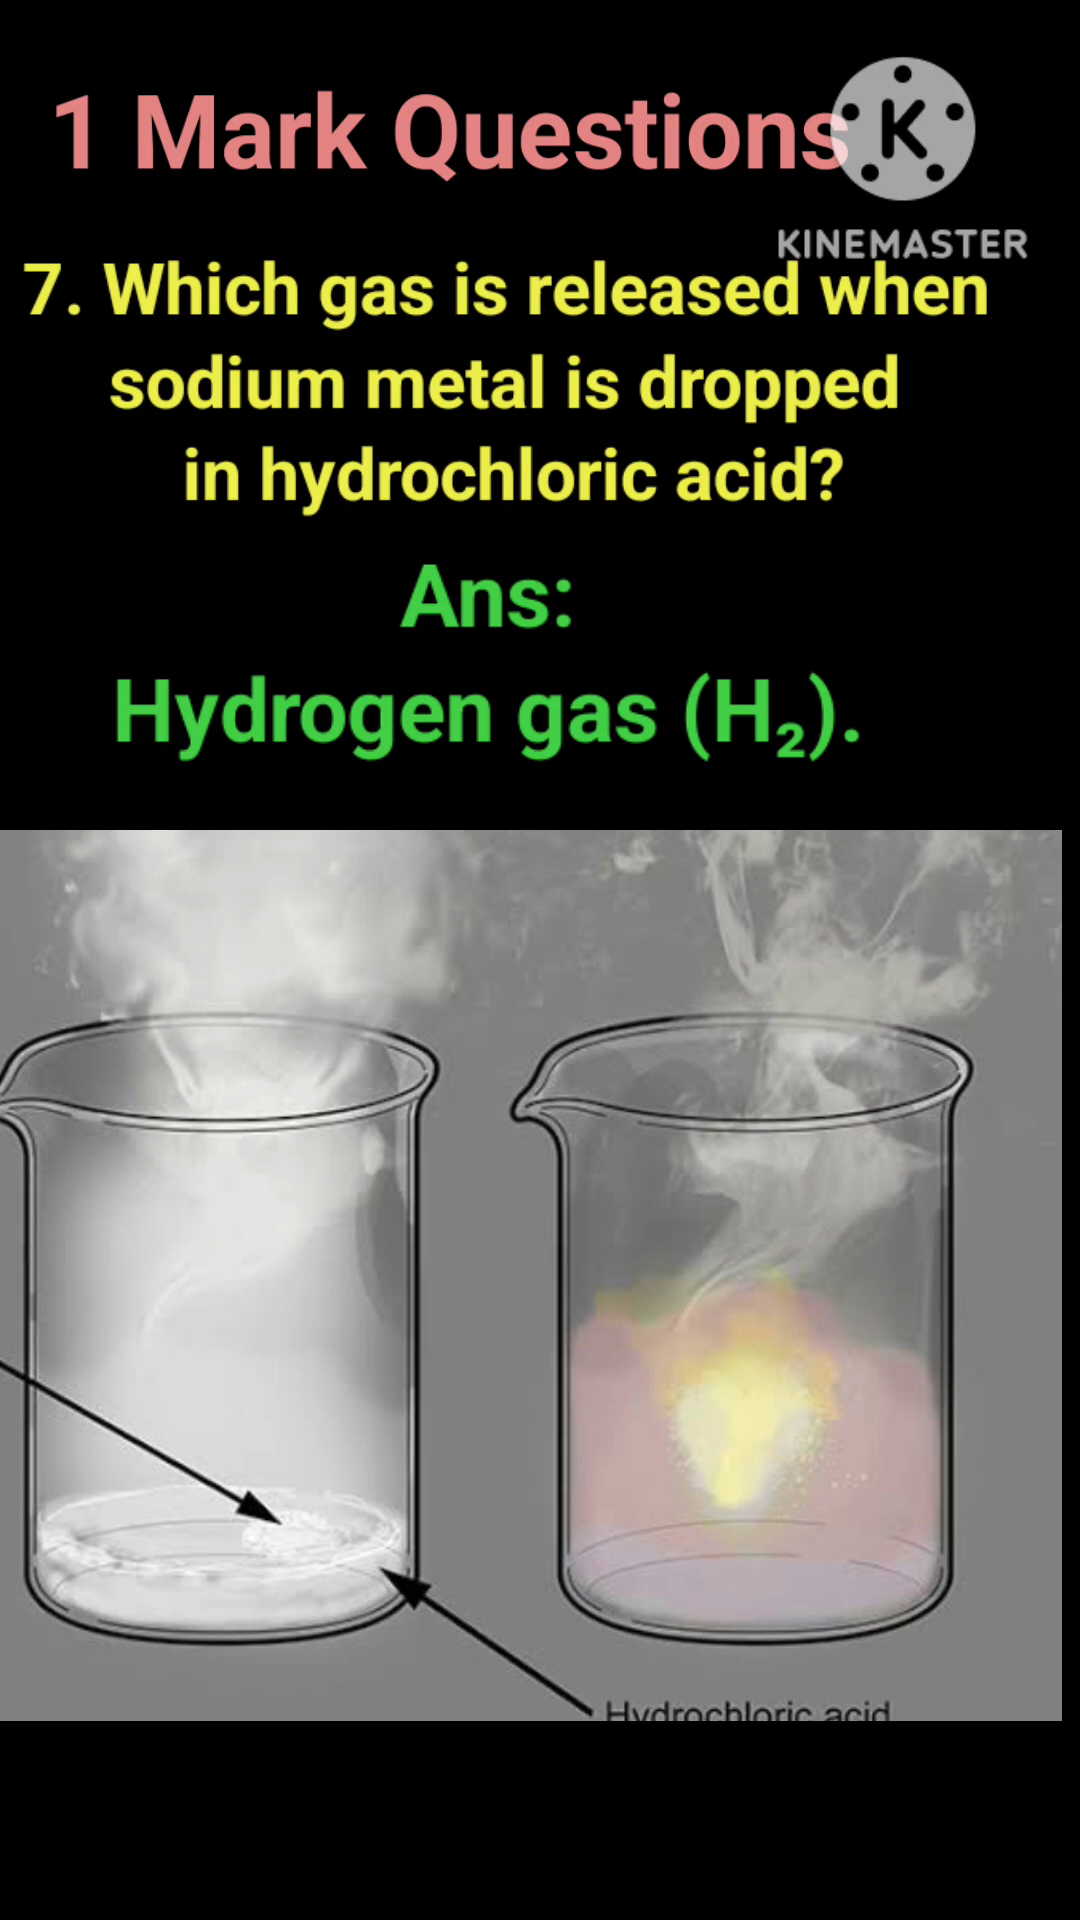 1 Mark Questions
K
KINEMASTER
7. Which gas is released when
sodium metal is dropped
in hydrochloric acid?
Ans:
Hydrogen gas (H₂).
Hydrochloric acid